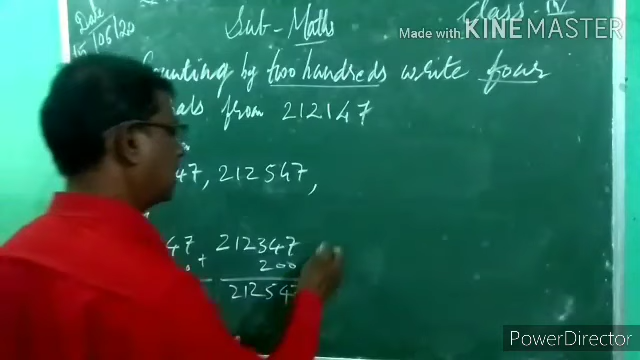 Date
15/06/20
Sub - Maths
Class - IV
Made with KINEMASTER
Counting by two hundreds write four
from 212147
47, 212547,
47 + 212347
200
21254
PowerDirector